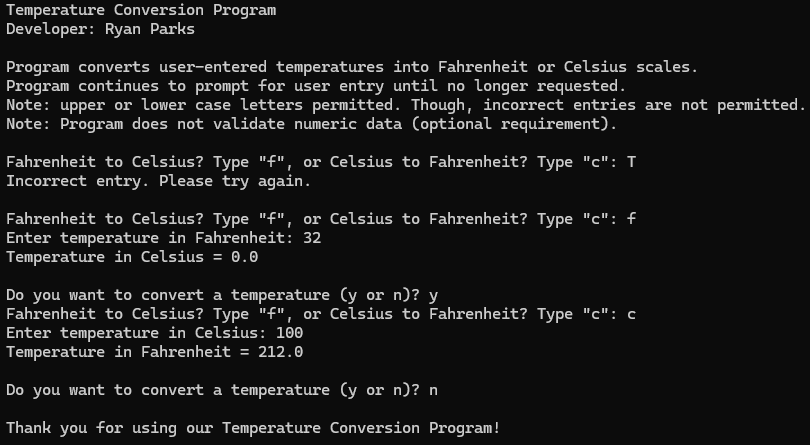 Temperature Conversion Program
Developer: Ryan Parks
Program converts user-entered temperatures into Fahrenheit or Celsius scales.
Program continues to prompt for user entry until no longer requested.
Note: upper or lower case letters permitted. Though, incorrect entries are not permitted.
Note: Program does not validate numeric data (optional requirement).
Fahrenheit to Celsius? Type "f", or Celsius to Fahrenheit? Type "c": T
Incorrect entry. Please try again.
Fahrenheit to Celsius? Type "f", or Celsius to Fahrenheit? Type "c": f
Enter temperature in Fahrenheit: 32
Temperature in Celsius = 0.0
Do you want to convert a temperature (y or n)? y
Fahrenheit to Celsius? Type "f", or Celsius to Fahrenheit? Type "c": c
Enter temperature in Celsius: 100
Temperature in Fahrenheit = 212.0
Do you want to convert a temperature (y or n)? n
Thank you for using our Temperature Conversion Program!